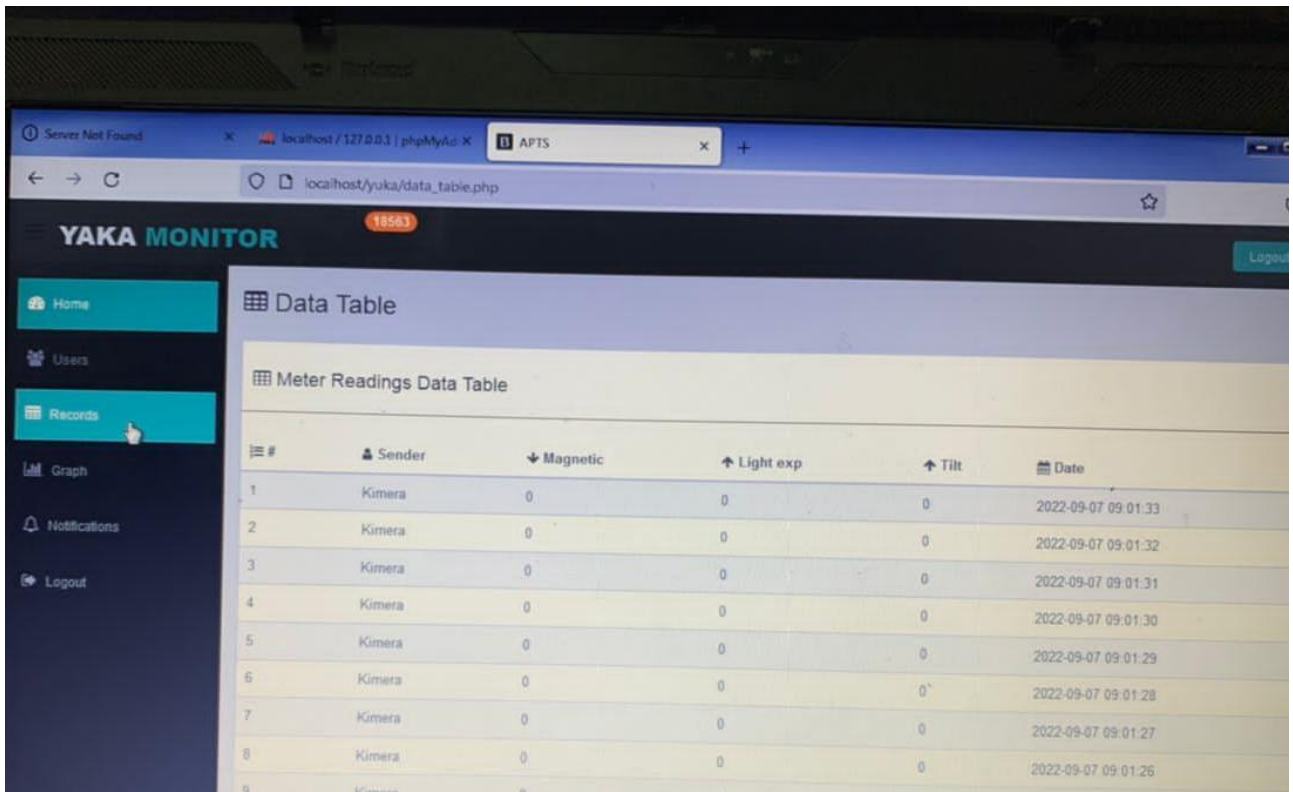 Server Not Found
localhost / 127.0.0.1 | phpMyAd
APTS
localhost/yuka/data_table.php
YAKA MONITOR
18563
Logout
Home
Users
Records
Graph
Notifications
Logout
Data Table
Meter Readings Data Table
# Sender Magnetic Light exp Tilt Date
1 Kimera 0 0 0 2022-09-07 09:01:33
2 Kimera 0 0 0 2022-09-07 09:01:32
3 Kimera 0 0 0 2022-09-07 09:01:31
4 Kimera 0 0 0 2022-09-07 09:01:30
5 Kimera 0 0 0 2022-09-07 09:01:29
6 Kimera 0 0 0 2022-09-07 09:01:28
7 Kimera 0 0 0 2022-09-07 09:01:27
8 Kimera 0 0 0 2022-09-07 09:01:26